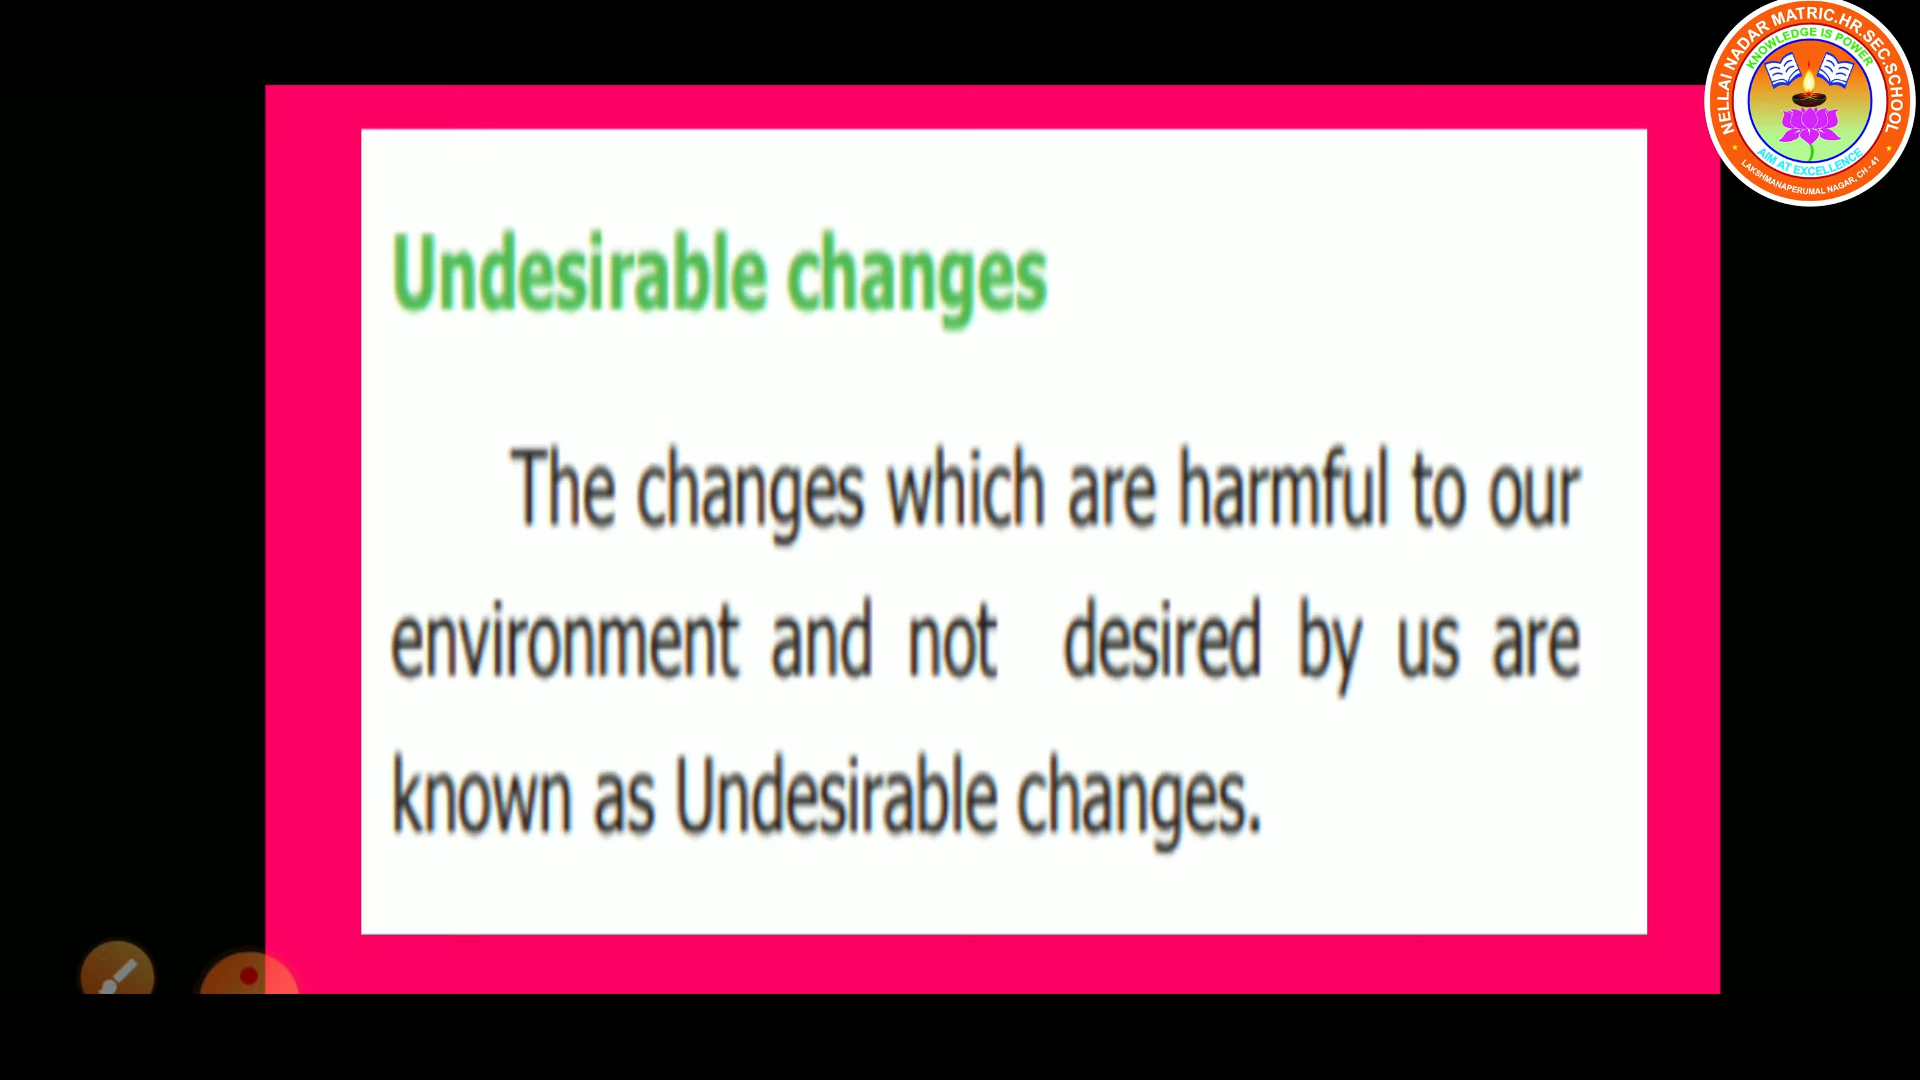 NELLAI NADAR MATRIC.HR.SEC.SCHOOL
KNOWLEDGE IS POWER
AIM AT EXCELLENCE
LAKSHMANAPERUMAL NAGAR, CH - 41
Undesirable changes
The changes which are harmful to our
environment and not desired by us are
known as Undesirable changes.